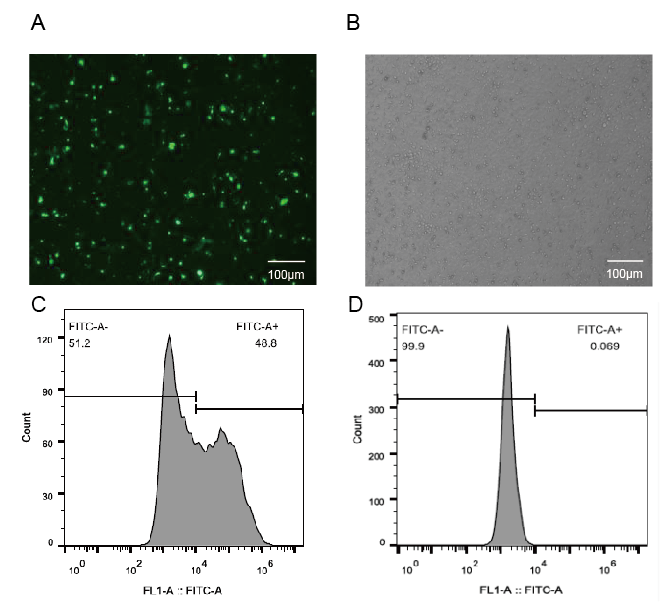 A
B
100μm
100μm
C
D
FITC-A-
51.2
FITC-A+
48.8
120
90
60
30
0
Count
10^0
10^2
10^4
10^6
FL1-A :: FITC-A
FITC-A-
99.9
FITC-A+
0.069
500
400
300
200
100
0
Count
10^0
10^2
10^4
10^6
FL1-A :: FITC-A